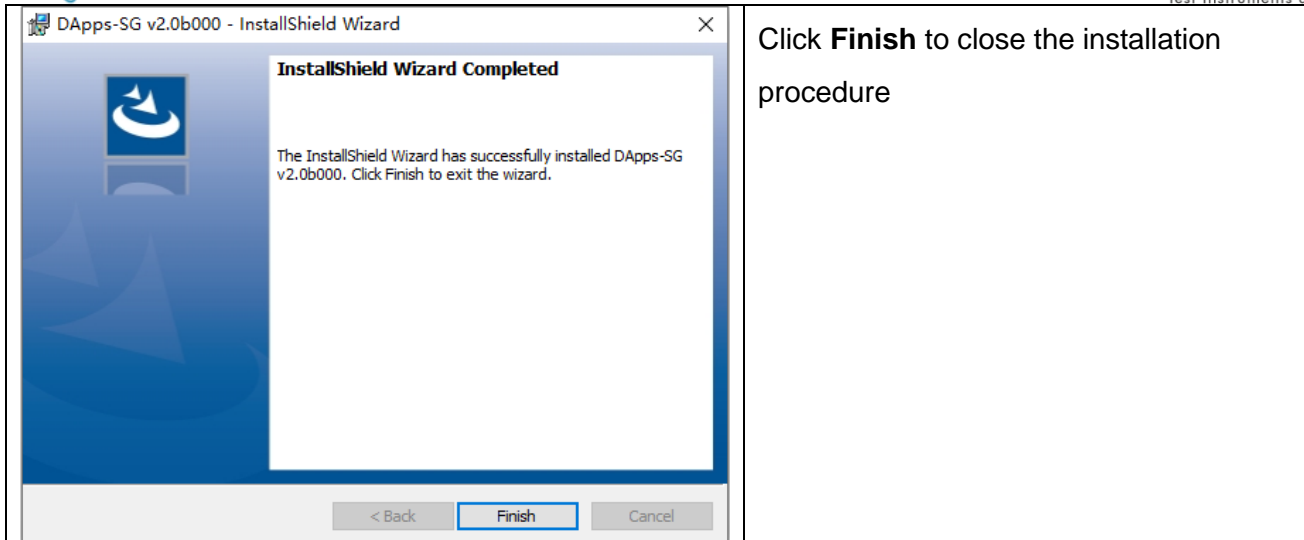 DApps-SG v2.0b000 - InstallShield Wizard
InstallShield Wizard Completed
The InstallShield Wizard has successfully installed DApps-SG
v2.0b000. Click Finish to exit the wizard.
< Back
Finish
Cancel
Click Finish to close the installation
procedure